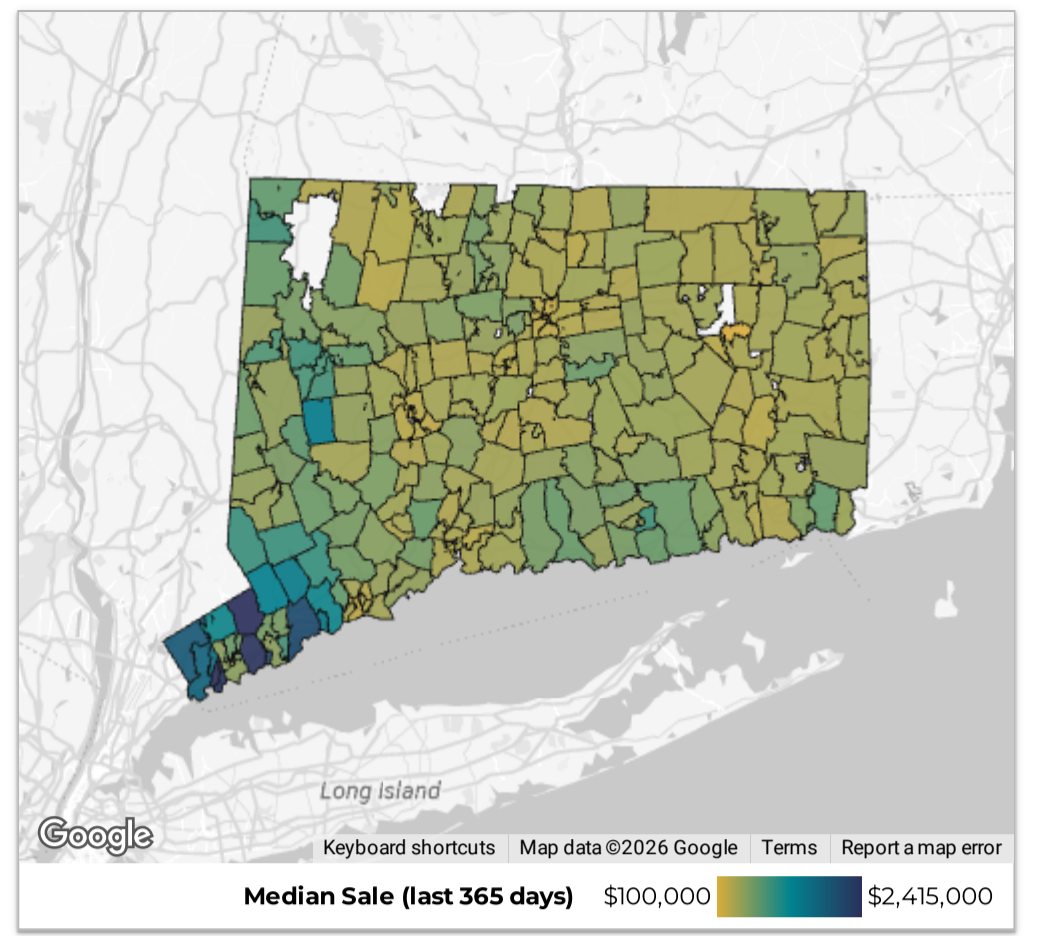 Long Island
Google
Keyboard shortcuts Map data ©2026 Google Terms Report a map error
Median Sale (last 365 days) $100,000 $2,415,000